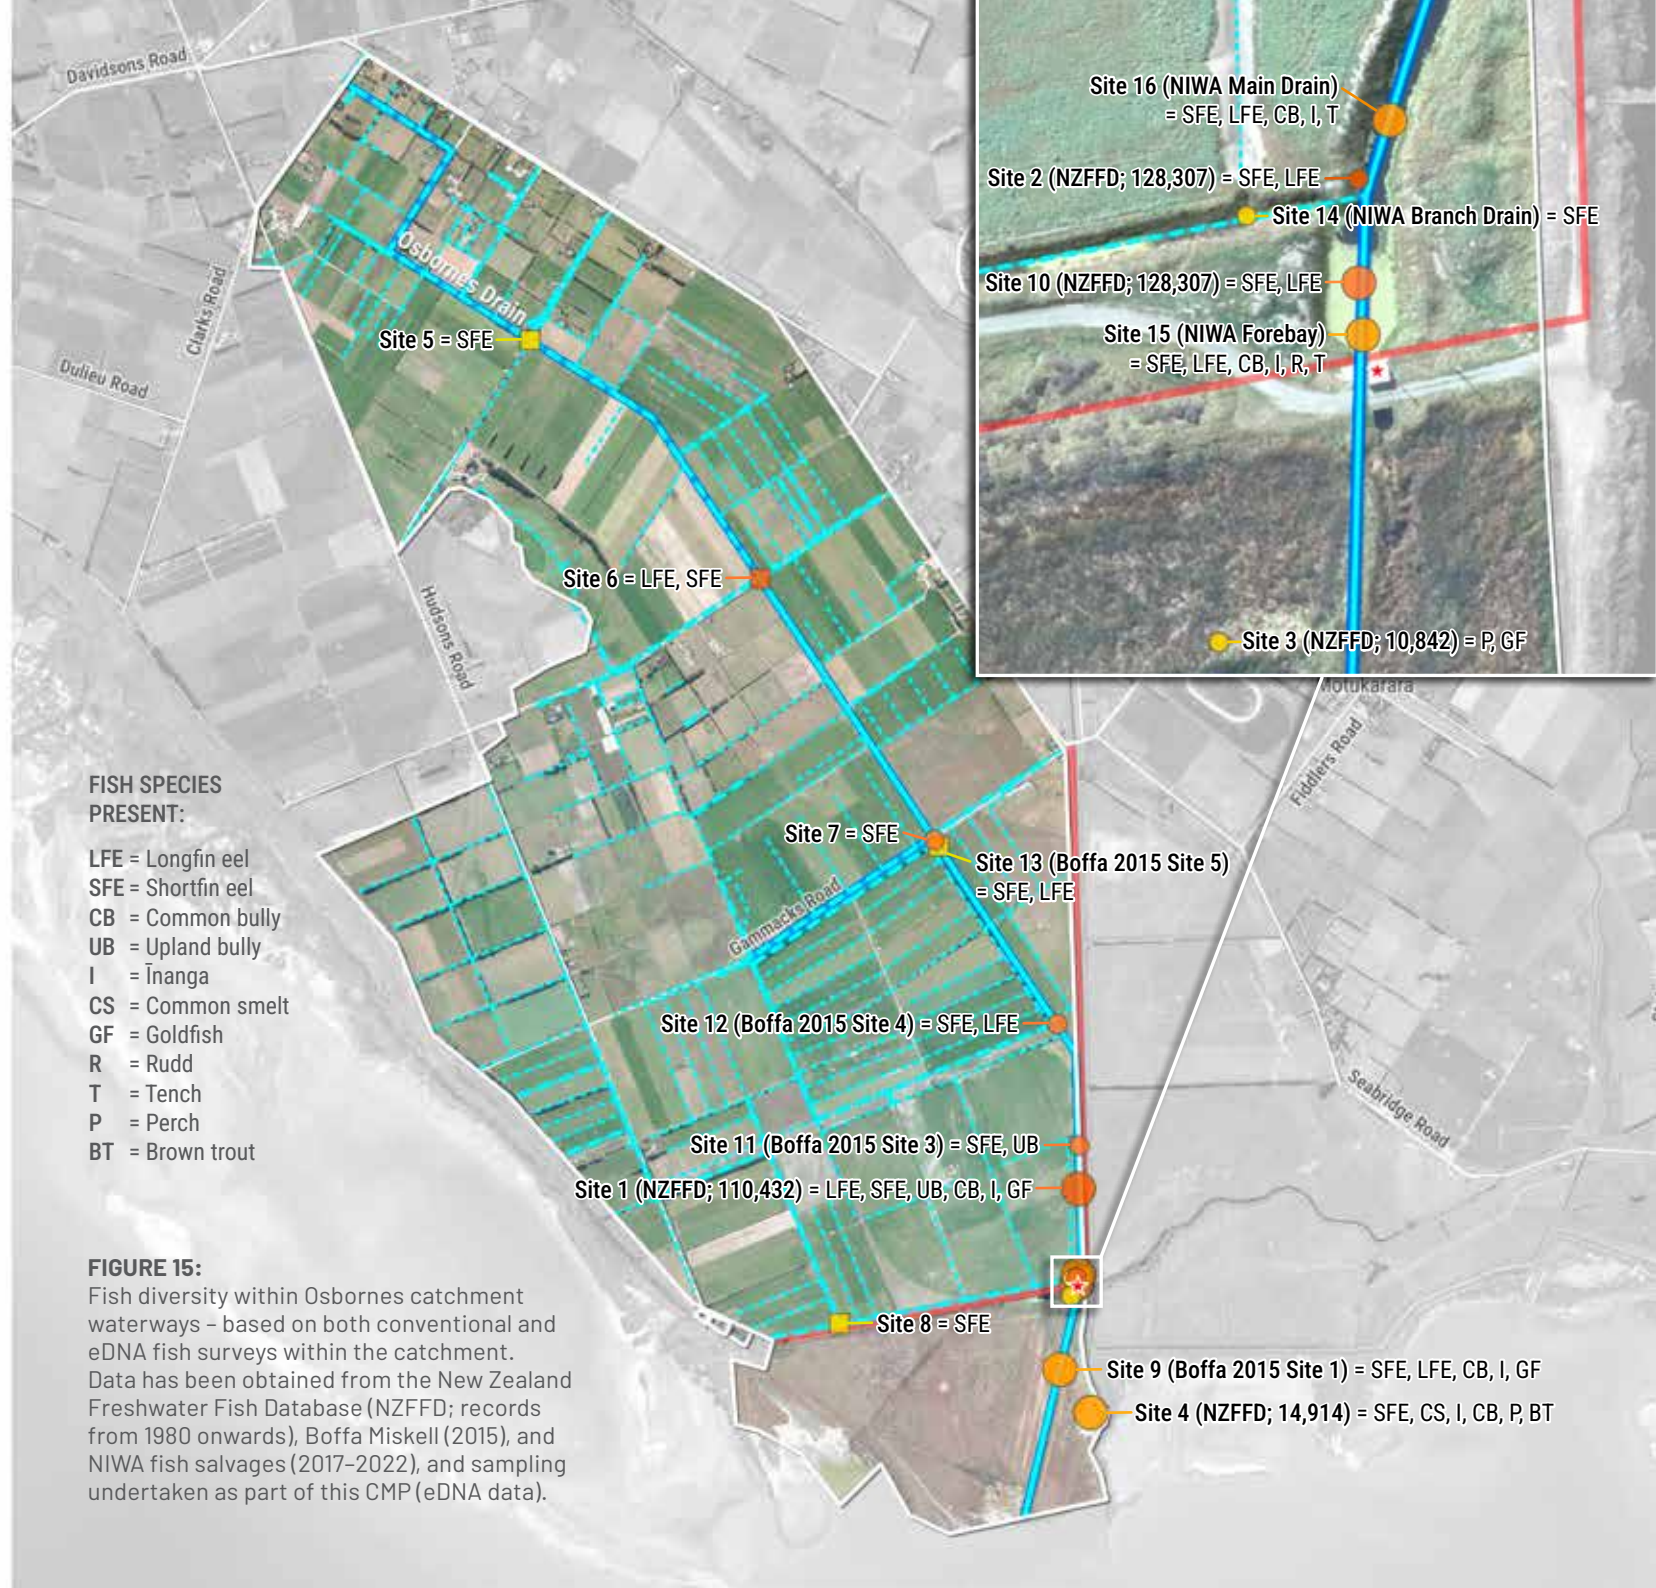 Davidsons Road
Clarks Road
Dulieu Road
Osbornes Drain
Site 5 = SFE
Site 16 (NIWA Main Drain)
= SFE, LFE, CB, I, T
Site 2 (NZFFD; 128,307) = SFE, LFE
Site 14 (NIWA Branch Drain) = SFE
Site 10 (NZFFD; 128,307) = SFE, LFE
Site 15 (NIWA Forebay)
= SFE, LFE, CB, I, R, T
Site 3 (NZFFD; 10,842) = P, GF
Site 6 = LFE, SFE
Hudsons Road
Motukarara
Fiddlers Road
Site 7 = SFE
Site 13 (Boffa 2015 Site 5)
= SFE, LFE
Gammacks Road
Site 12 (Boffa 2015 Site 4) = SFE, LFE
Seabridge Road
Site 11 (Boffa 2015 Site 3) = SFE, UB
Site 1 (NZFFD; 110,432) = LFE, SFE, UB, CB, I, GF
Site 8 = SFE
Site 9 (Boffa 2015 Site 1) = SFE, LFE, CB, I, GF
Site 4 (NZFFD; 14,914) = SFE, CS, I, CB, P, BT
FISH SPECIES
PRESENT:
LFE = Longfin eel
SFE = Shortfin eel
CB = Common bully
UB = Upland bully
I = Īnanga
CS = Common smelt
GF = Goldfish
R = Rudd
T = Tench
P = Perch
BT = Brown trout
FIGURE 15:
Fish diversity within Osbornes catchment
waterways – based on both conventional and
eDNA fish surveys within the catchment.
Data has been obtained from the New Zealand
Freshwater Fish Database (NZFFD; records
from 1980 onwards), Boffa Miskell (2015), and
NIWA fish salvages (2017–2022), and sampling
undertaken as part of this CMP (eDNA data).